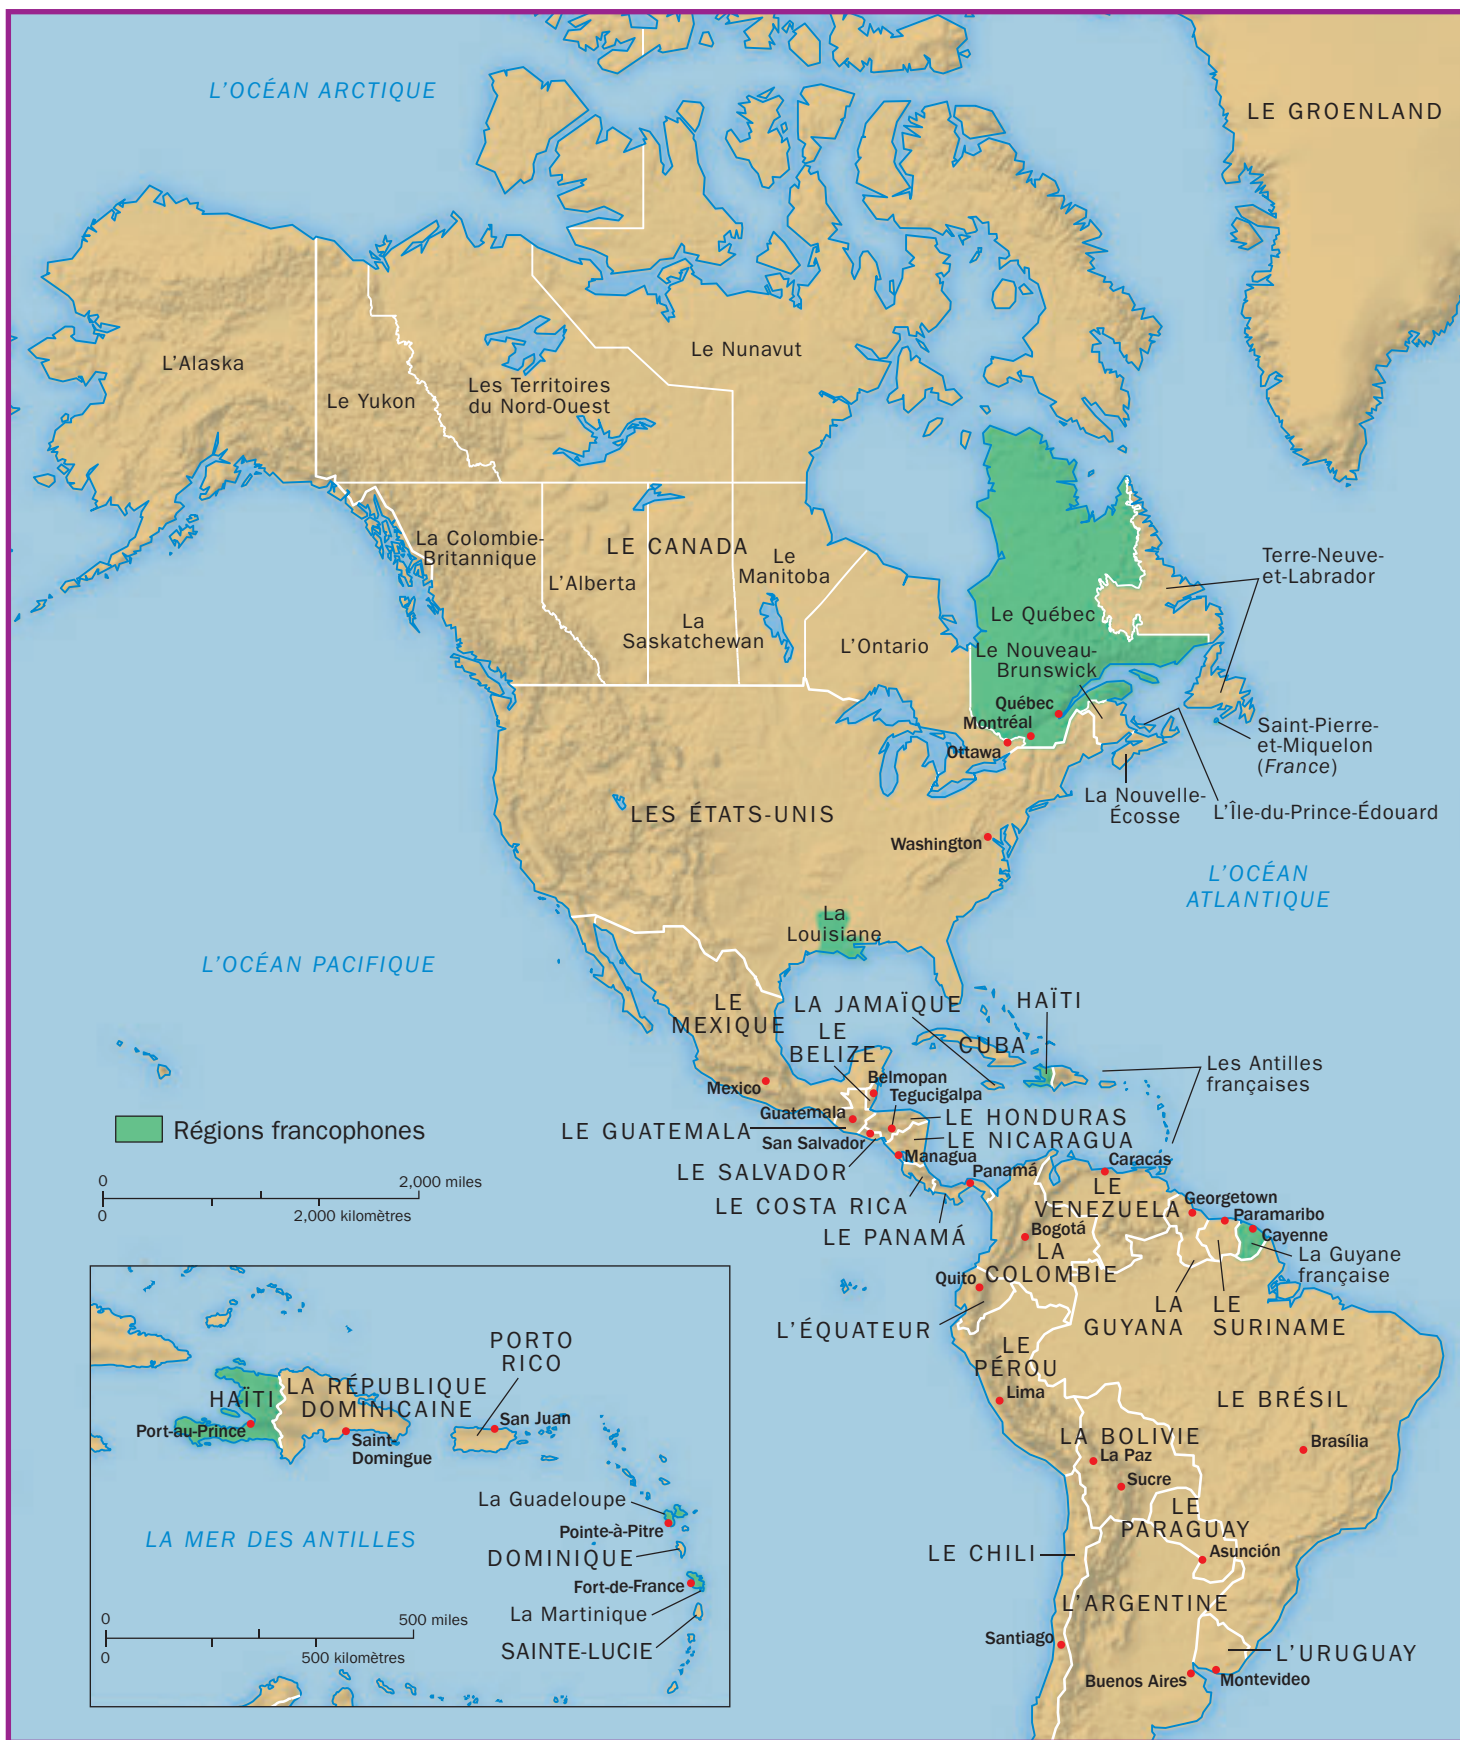 L'OCÉAN ARCTIQUE
LE GROENLAND
L'Alaska
Le Yukon
Les Territoires
du Nord-Ouest
Le Nunavut
La Colombie-
Britannique
L'Alberta
LE CANADA
La
Saskatchewan
Le
Manitoba
L'Ontario
Le Québec
Le Nouveau-
Brunswick
Québec
Montréal
Ottawa
Terre-Neuve-
et-Labrador
Saint-Pierre-
et-Miquelon
(France)
La Nouvelle-
Écosse
L'Île-du-Prince-Édouard
LES ÉTATS-UNIS
Washington
L'OCÉAN
ATLANTIQUE
La
Louisiane
L'OCÉAN PACIFIQUE
LE
MEXIQUE
Mexico
LA JAMAÏQUE
HAÏTI
LE
BELIZE
CUBA
Les Antilles
françaises
Belmopan
Tegucigalpa
Guatemala
LE GUATEMALA
LE HONDURAS
LE NICARAGUA
San Salvador
LE SALVADOR
Managua
LE COSTA RICA
Panamá
LE PANAMÁ
Régions francophones
0
2,000 miles
0
2,000 kilomètres
Caracas
LE
VENEZUELA
Georgetown
Paramaribo
Cayenne
La Guyane
française
Bogotá
LA
COLOMBIE
Quito
L'ÉQUATEUR
LA
GUYANA
LE
SURINAME
LE
PÉROU
Lima
LE BRÉSIL
Brasília
LA BOLIVIE
La Paz
Sucre
LE
PARAGUAY
Asunción
LE CHILI
L'ARGENTINE
Santiago
L'URUGUAY
Buenos Aires
Montevideo
HAÏTI
Port-au-Prince
LA RÉPUBLIQUE
DOMINICAINE
Saint-
Domingue
PORTO
RICO
San Juan
La Guadeloupe
Pointe-à-Pitre
DOMINIQUE
LA MER DES ANTILLES
Fort-de-France
La Martinique
SAINTE-LUCIE
0
500 miles
0
500 kilomètres